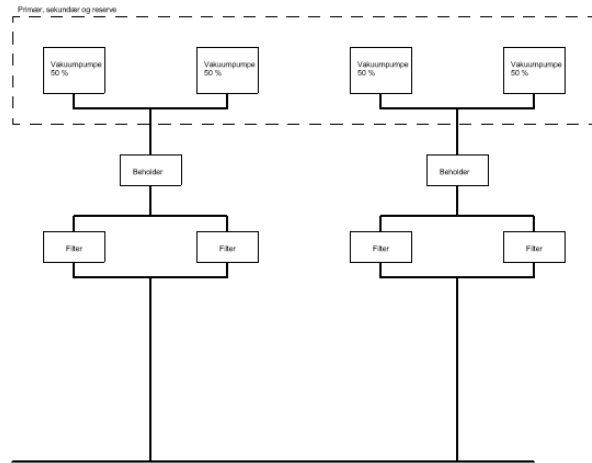 Primær, sekundær og reserve
Vakuumpumpe
50 %
Vakuumpumpe
50 %
Vakuumpumpe
50 %
Vakuumpumpe
50 %
Beholder
Beholder
Filter
Filter
Filter
Filter